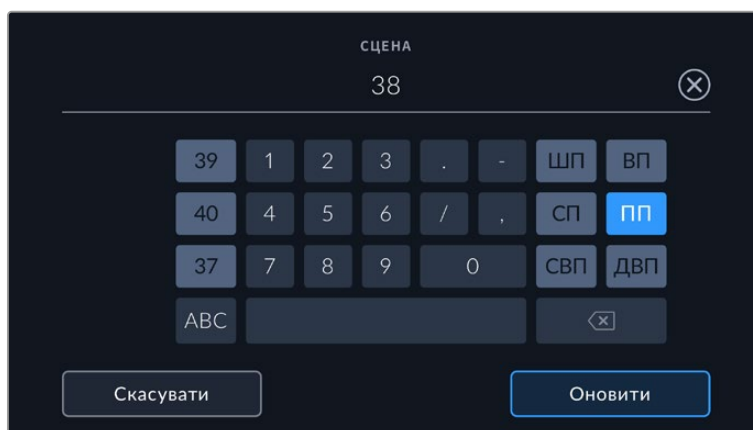 СЦЕНА
38
39 1 2 3 . - ШП ВП
40 4 5 6 / , СП ПП
37 7 8 9 0 СВП ДВП
ABC
Скасувати Оновити